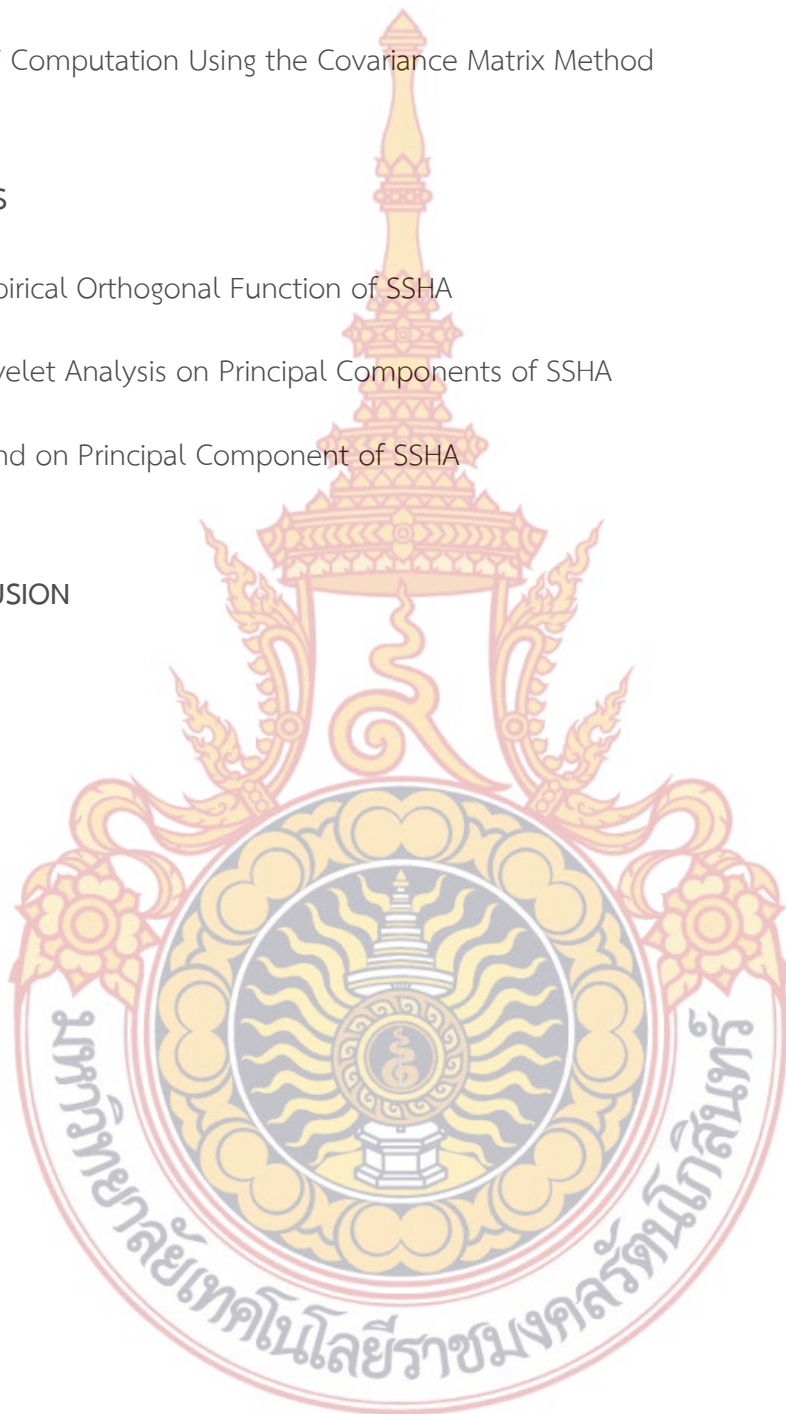 Computation Using the Covariance Matrix Method
S
pirical Orthogonal Function of SSHA
velet Analysis on Principal Components of SSHA
nd on Principal Component of SSHA
USION
มหาวิทยาลัยเทคโนโลยีราชมงคลรัตนโกสินทร์